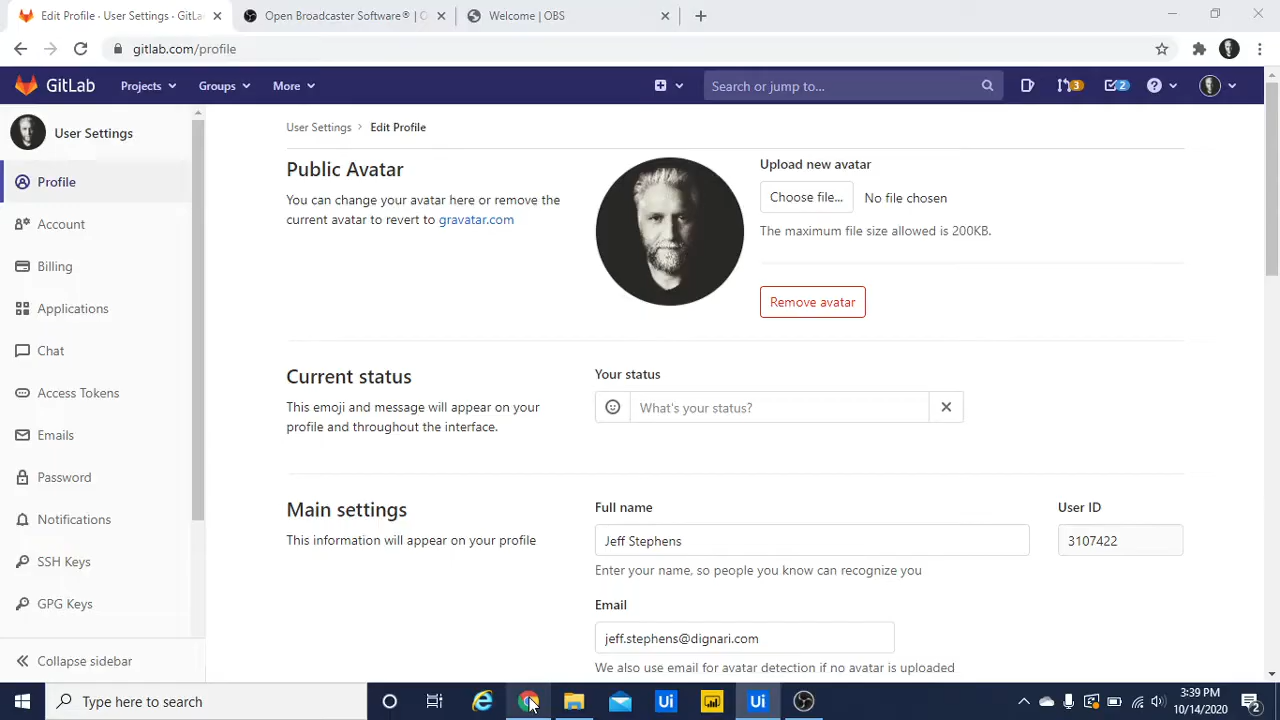 Edit Profile · User Settings · GitLa
Open Broadcaster Software® | O
Welcome | OBS
gitlab.com/profile
GitLab
Projects
Groups
More
Search or jump to...
3
2
User Settings
Profile
Account
Billing
Applications
Chat
Access Tokens
Emails
Password
Notifications
SSH Keys
GPG Keys
Collapse sidebar
User Settings > Edit Profile
Public Avatar
You can change your avatar here or remove the
current avatar to revert to gravatar.com
Upload new avatar
Choose file... No file chosen
The maximum file size allowed is 200KB.
Remove avatar
Current status
This emoji and message will appear on your
profile and throughout the interface.
Your status
What's your status?
Main settings
This information will appear on your profile
Full name
Jeff Stephens
Enter your name, so people you know can recognize you
User ID
3107422
Email
jeff.stephens@dignari.com
We also use email for avatar detection if no avatar is uploaded
Type here to search
Ui
Ui
3:39 PM
10/14/2020
2